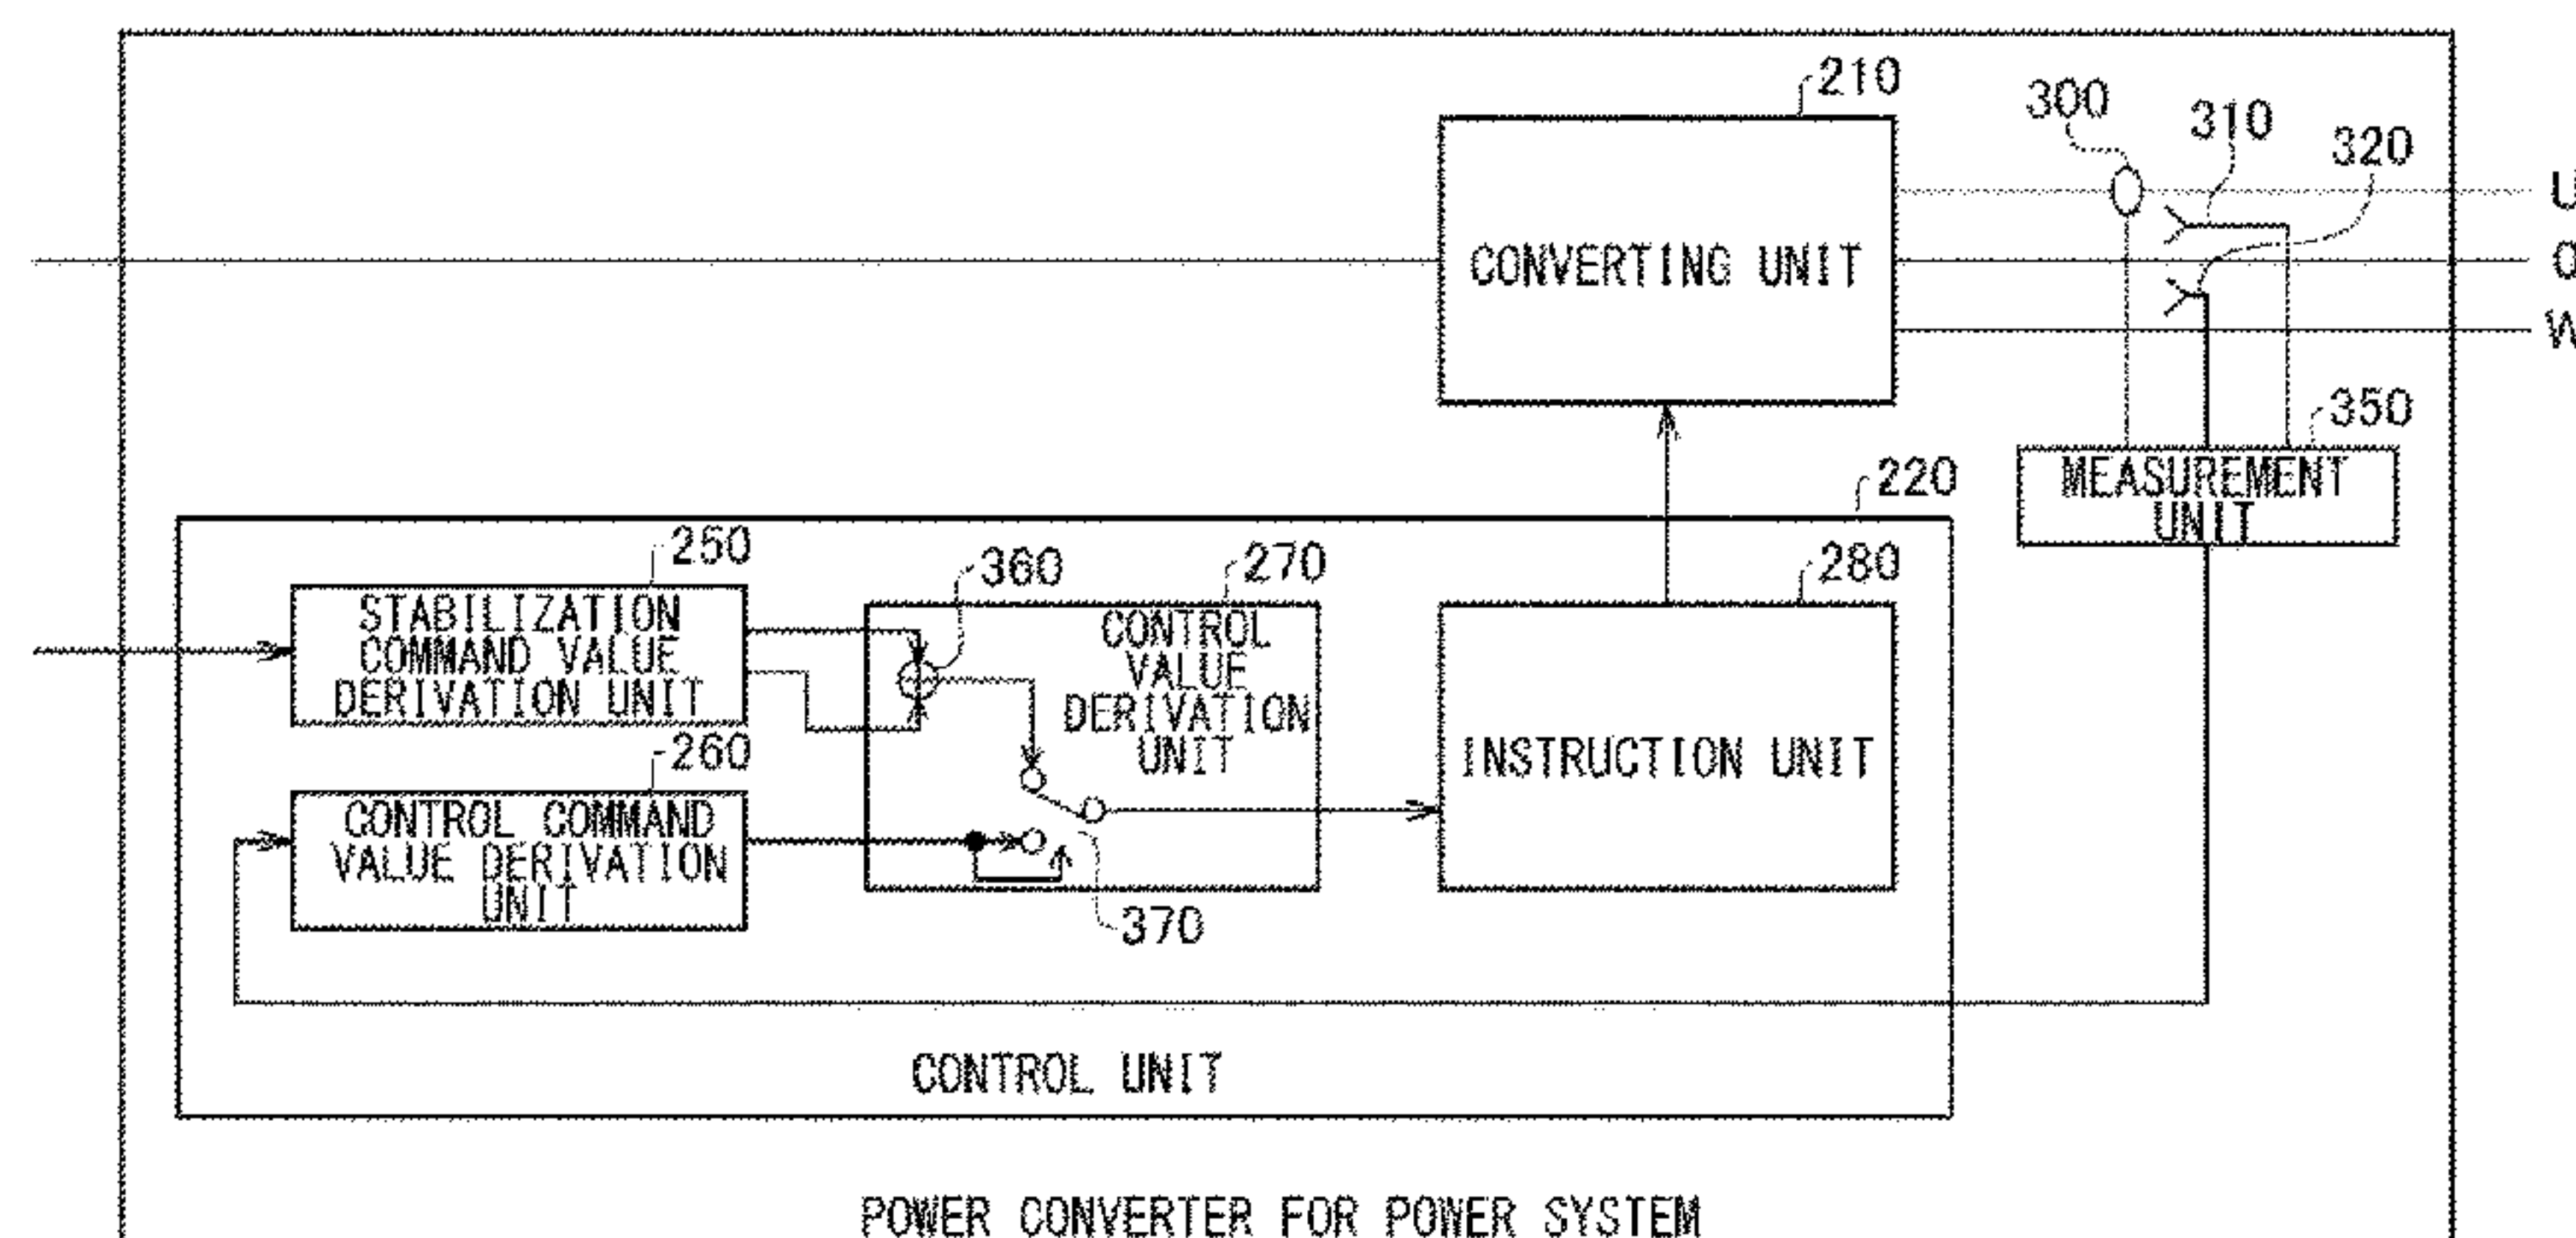 210
300
310
320
U
CONVERTING UNIT
W
350
MEASUREMENT
UNIT
220
250
360
270
280
STABILIZATION
COMMAND VALUE
DERIVATION UNIT
CONTROL
VALUE
DERIVATION
UNIT
INSTRUCTION UNIT
260
CONTROL COMMAND
VALUE DERIVATION
UNIT
370
CONTROL UNIT
POWER CONVERTER FOR POWER SYSTEM